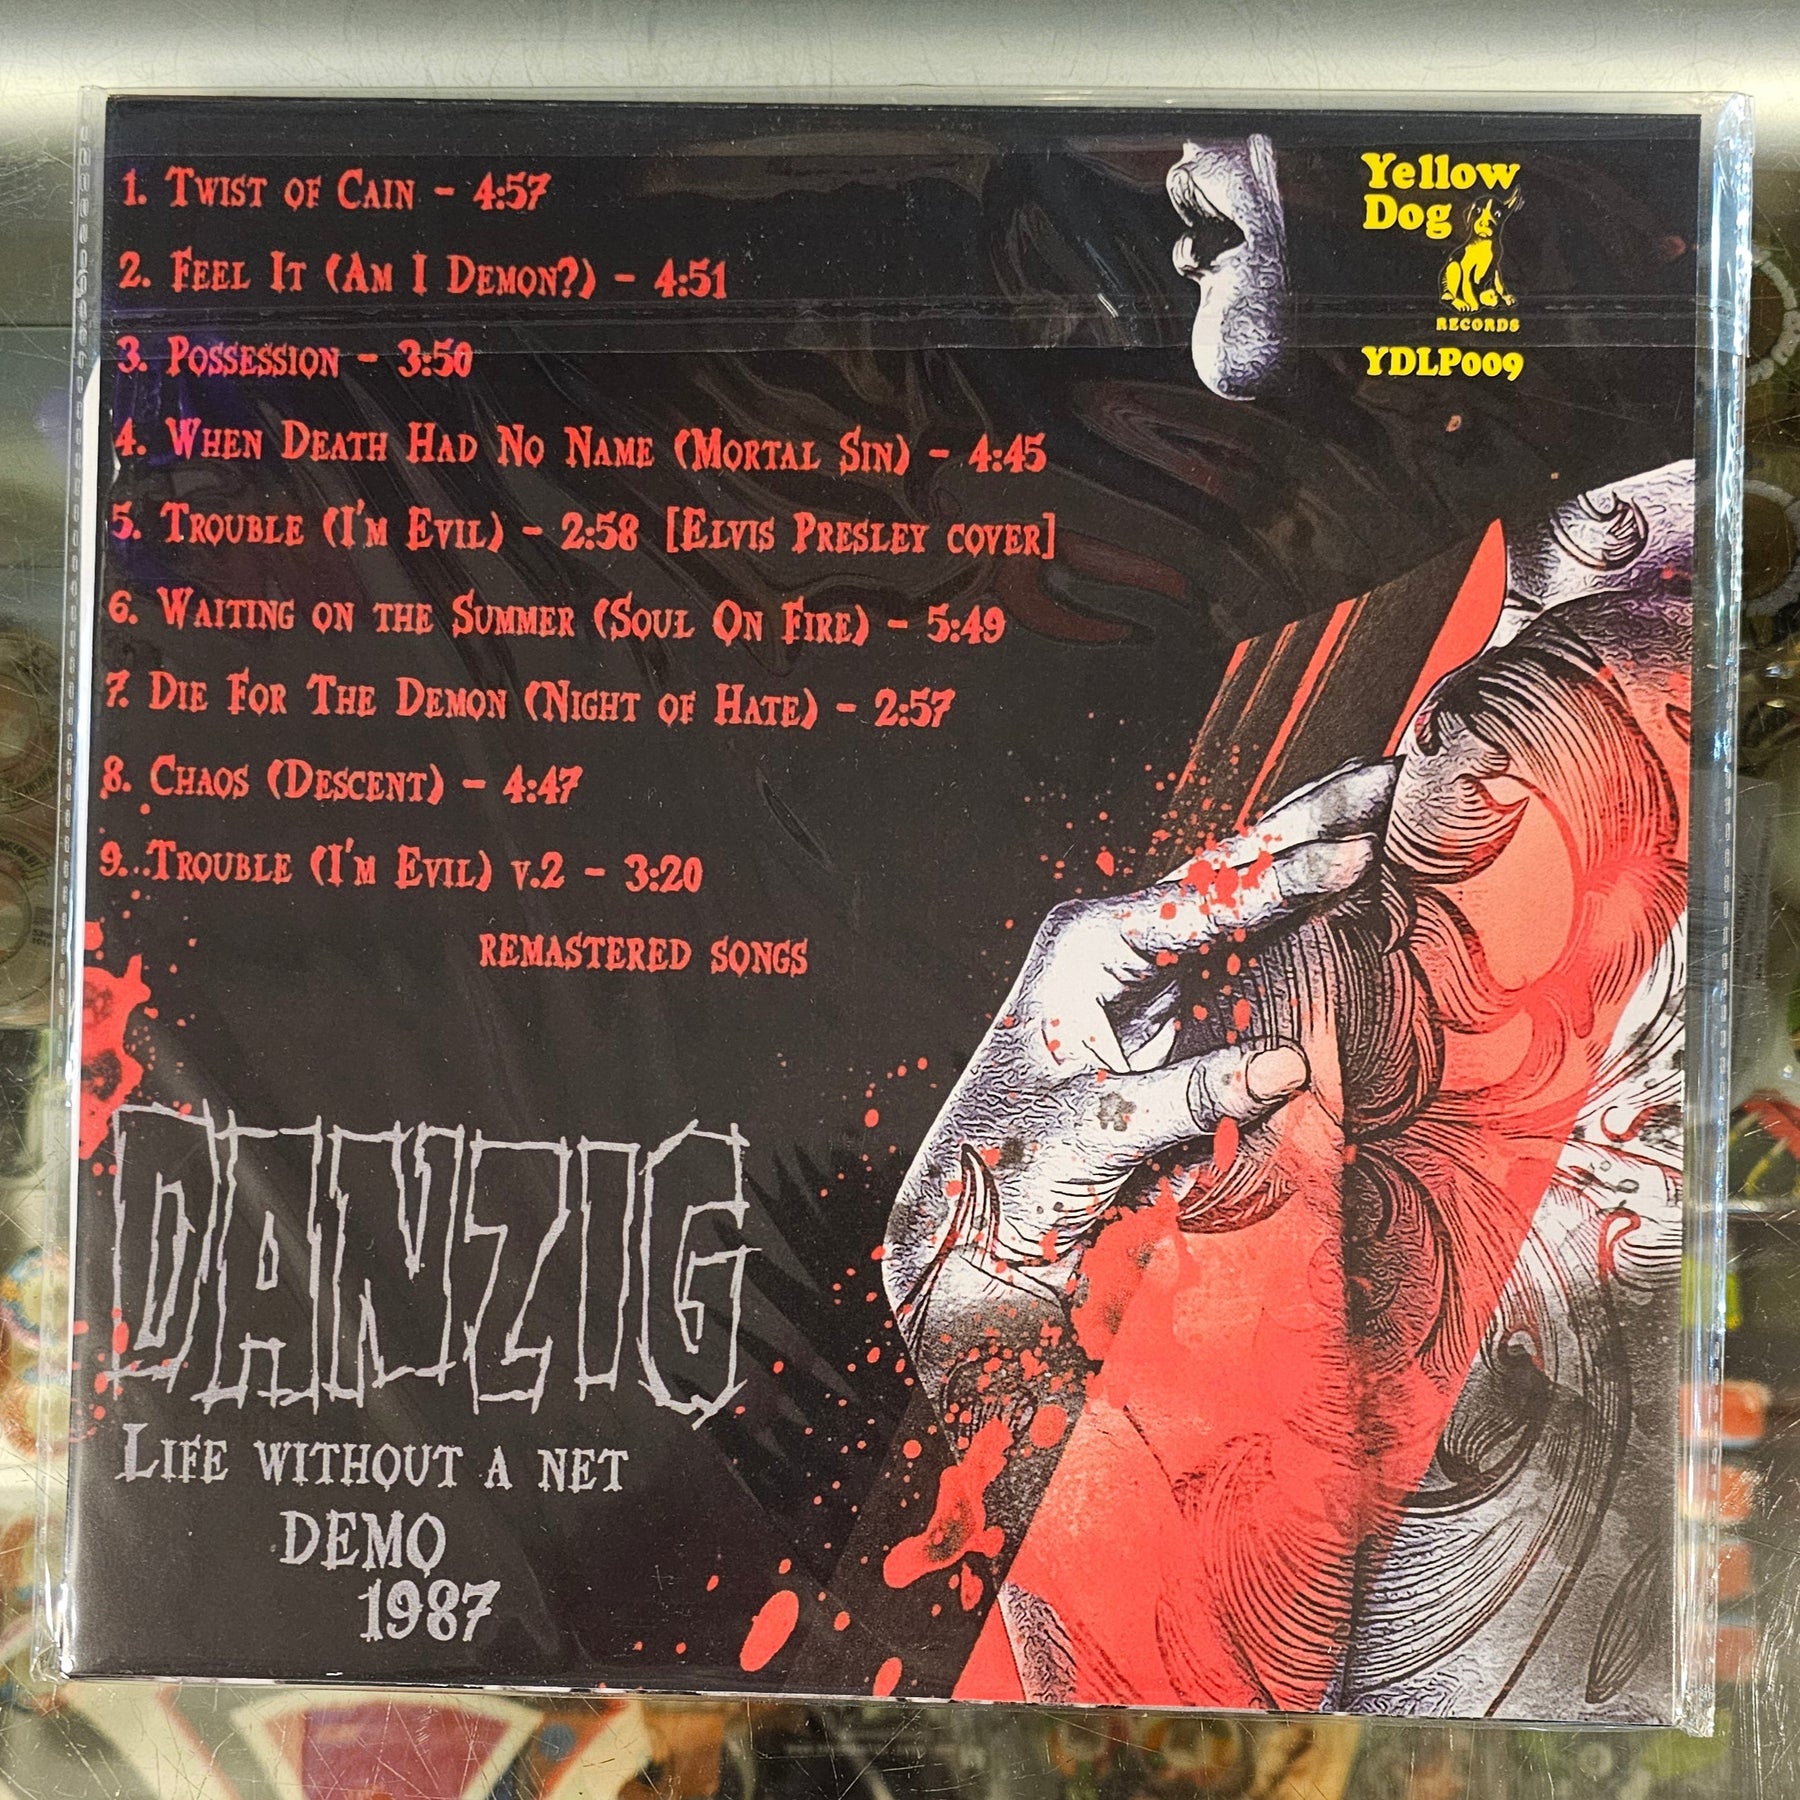 1. Twist of Cain - 4:57
2. Feel It (Am I Demon?) - 4:51
3. Possession - 3:50
4. When Death Had No Name (Mortal Sin) - 4:45
5. Trouble (I'm Evil) - 2:58 [Elvis Presley cover]
6. Waiting on the Summer (Soul On Fire) - 5:49
7. Die For The Demon (Night of Hate) - 2:57
8. Chaos (Descent) - 4:47
9. Trouble (I'm Evil) v.2 - 3:20
remastered songs
Yellow
Dog
RECORDS
YDLP009
DANZIG
Life without a net
DEMO
1987